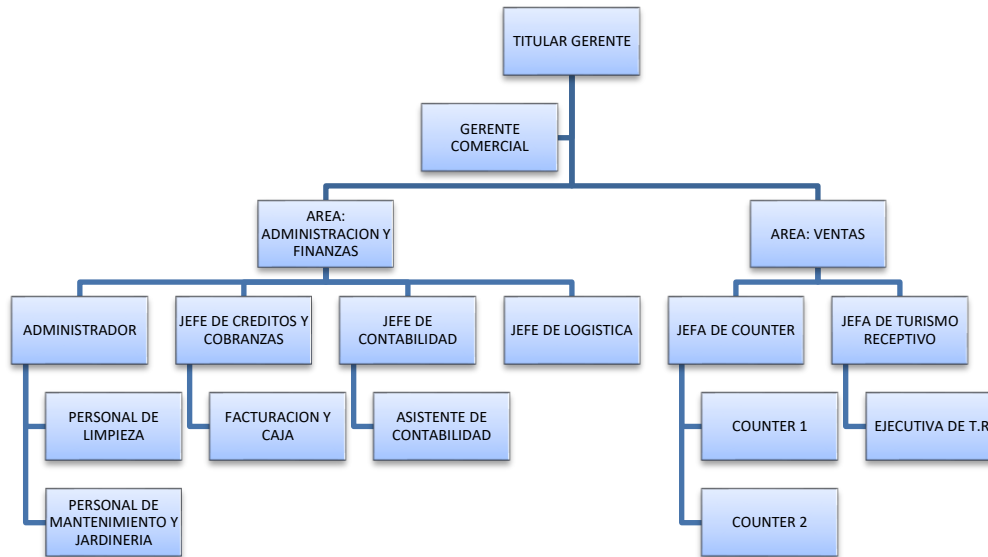 TITULAR GERENTE
GERENTE
COMERCIAL
AREA:
ADMINISTRACION Y
FINANZAS
AREA: VENTAS
ADMINISTRADOR
JEFE DE CREDITOS Y
COBRANZAS
JEFE DE
CONTABILIDAD
JEFE DE LOGISTICA
JEFA DE COUNTER
JEFA DE TURISMO
RECEPTIVO
PERSONAL DE
LIMPIEZA
FACTURACION Y
CAJA
ASISTENTE DE
CONTABILIDAD
COUNTER 1
EJECUTIVA DE T.R
PERSONAL DE
MANTENIMIENTO Y
JARDINERIA
COUNTER 2